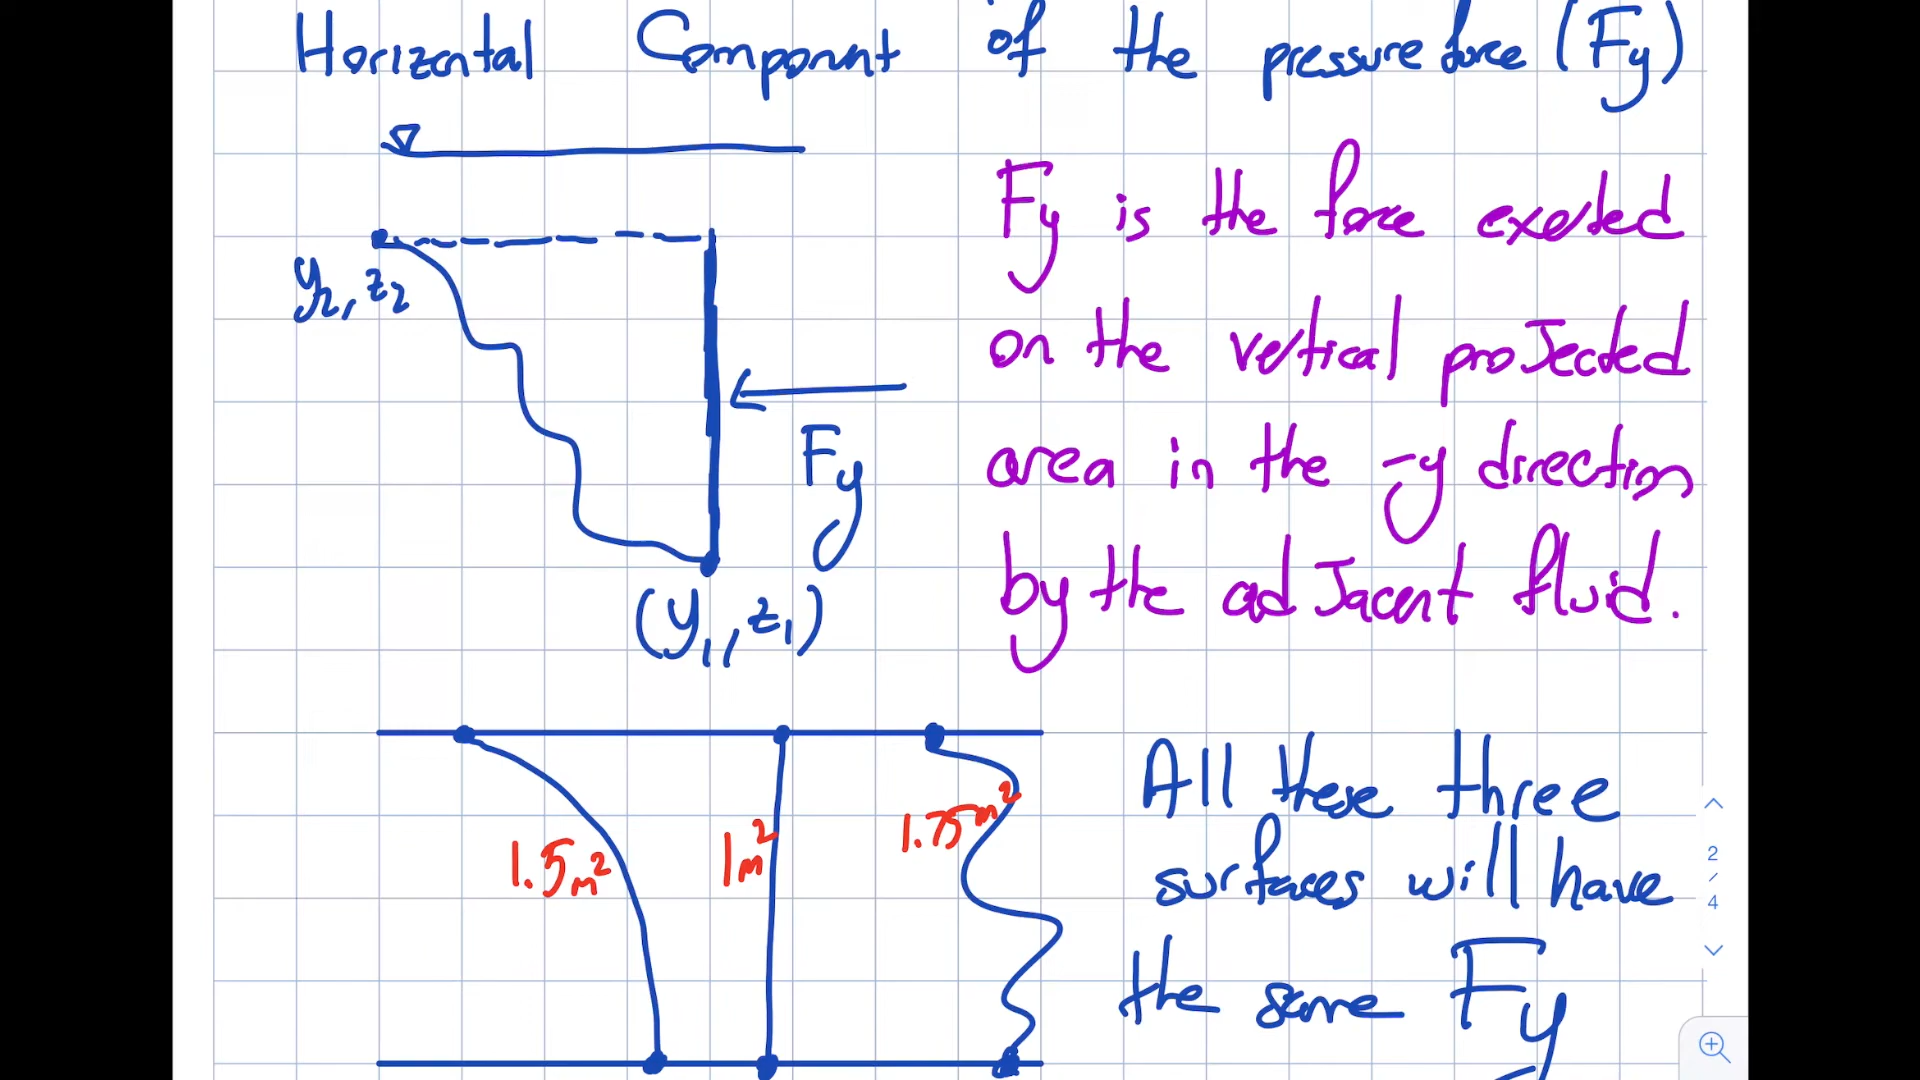 Horizontal Component of the pressure force (Fy)
Fy is the force exerted
y2, z2
on the vertical proJected
Fy
area in the -y direction
by the adJacent fluid.
(y1, z1)
All these three
1.5m² 1m² 1.75m²
surfaces will have
the same Fy
2
/
4